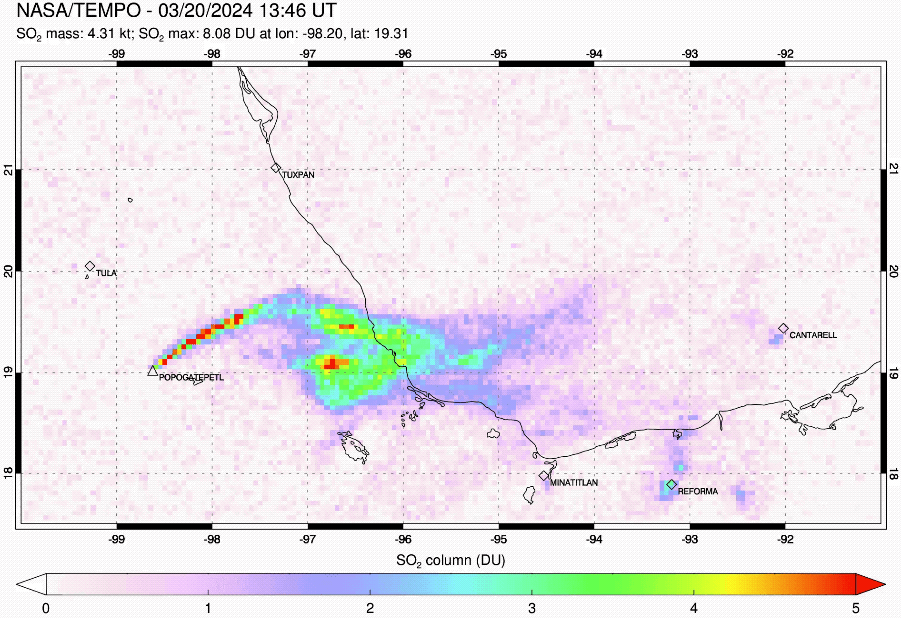 NASA/TEMPO - 03/20/2024 13:46 UT
SO₂ mass: 4.31 kt; SO₂ max: 8.08 DU at lon: -98.20, lat: 19.31
-99 -98 -97 -96 -95 -94 -93 -92
21 21
TUXPAN
20 20
TULA
CANTARELL
19 19
POPOGATEPETL
18 18
MINATITLAN
REFORMA
-99 -98 -97 -96 -95 -94 -93 -92
SO₂ column (DU)
0 1 2 3 4 5